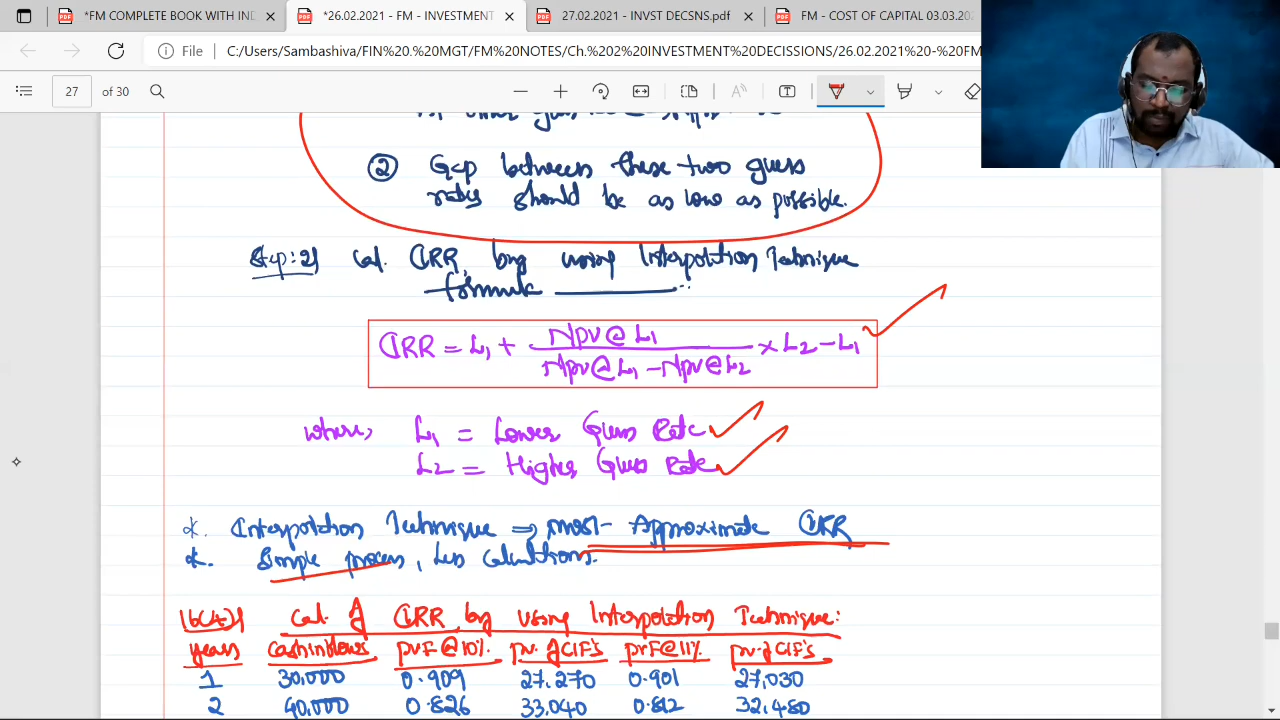 *FM COMPLETE BOOK WITH IND
*26.02.2021 - FM - INVESTMENT
27.02.2021 - INVST DECSNS.pdf
FM - COST OF CAPITAL 03.03.20
File
C:/Users/Sambashiva/FIN%20.%20MGT/FM%20NOTES/Ch.%202%20INVESTMENT%20DECISSIONS/26.02.2021%20-%20FM
27 of 30
② Gap between these two guess
rates should be as low as possible.
Step:2) Cal. IRR, by using Interpolation Technique
formula
IRR = L1 + NPV@L1 / NPV@L1 - NPV@L2 × L2 - L1
where, L1 = Lower Guess Rate
L2 = Higher Guess Rate
*. Interpolation Technique ⇒ most Approximate IRR
*. Simple process, Less calculations.
Cal. of IRR by using Interpolation Technique:
years cashinflows PVF@10% PV. of CIF's PVF@11% PV. of CIF's
1 30,000 0.909 27,270 0.901 27,030
2 40,000 0.826 33,040 0.812 32,480